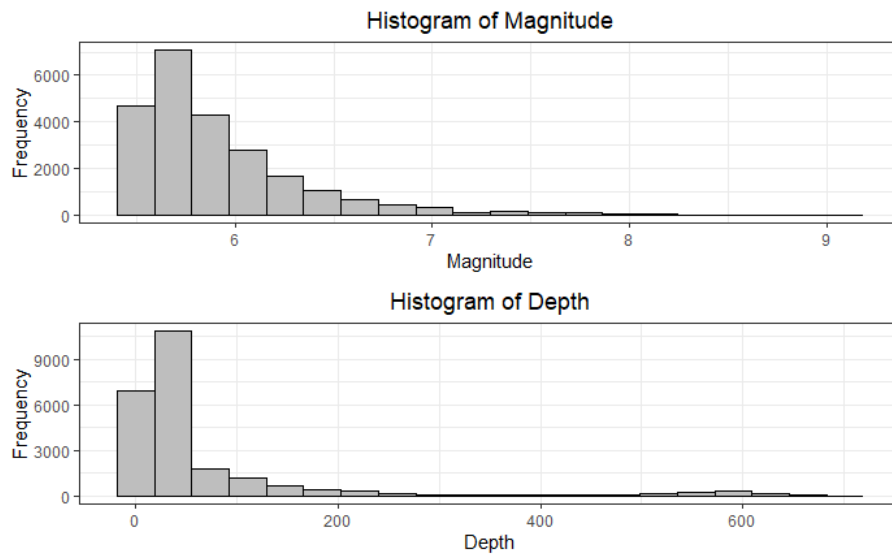 Histogram of Magnitude
Frequency
6000
4000
2000
0
6 7 8 9
Magnitude
Histogram of Depth
Frequency
9000
6000
3000
0
0 200 400 600
Depth